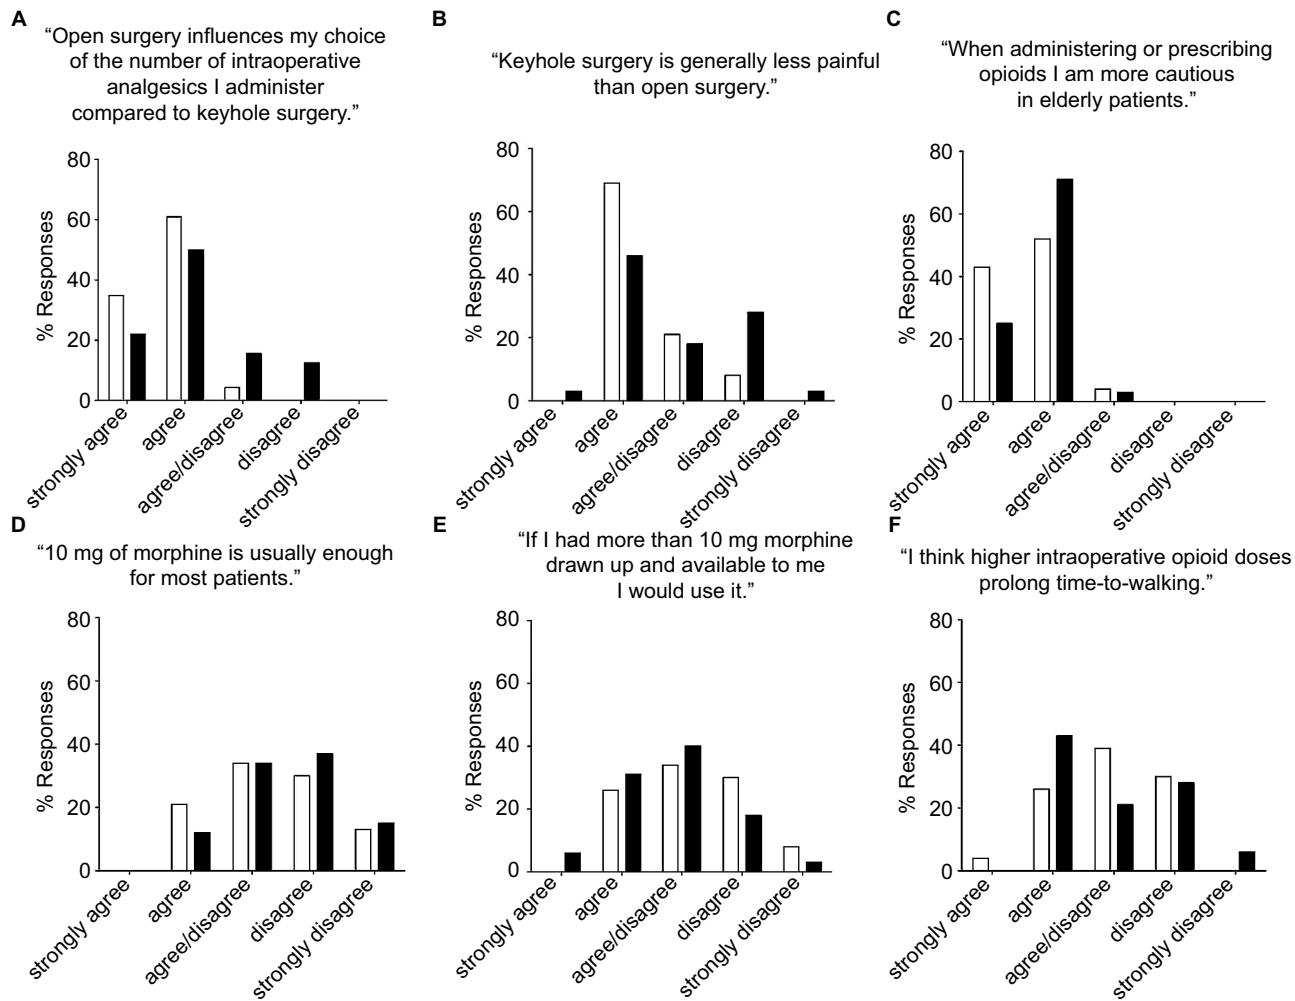 A
“Open surgery influences my choice
of the number of intraoperative
analgesics I administer
compared to keyhole surgery.”
80
60
40
20
0
% Responses
strongly agree
agree
agree/disagree
disagree
strongly disagree
B
“Keyhole surgery is generally less painful
than open surgery.”
80
60
40
20
0
% Responses
strongly agree
agree
agree/disagree
disagree
strongly disagree
C
“When administering or prescribing
opioids I am more cautious
in elderly patients.”
80
60
40
20
0
% Responses
strongly agree
agree
agree/disagree
disagree
strongly disagree
D
“10 mg of morphine is usually enough
for most patients.”
80
60
40
20
0
% Responses
strongly agree
agree
agree/disagree
disagree
strongly disagree
E
“If I had more than 10 mg morphine
drawn up and available to me
I would use it.”
80
60
40
20
0
% Responses
strongly agree
agree
agree/disagree
disagree
strongly disagree
F
“I think higher intraoperative opioid doses
prolong time-to-walking.”
80
60
40
20
0
% Responses
strongly agree
agree
agree/disagree
disagree
strongly disagree